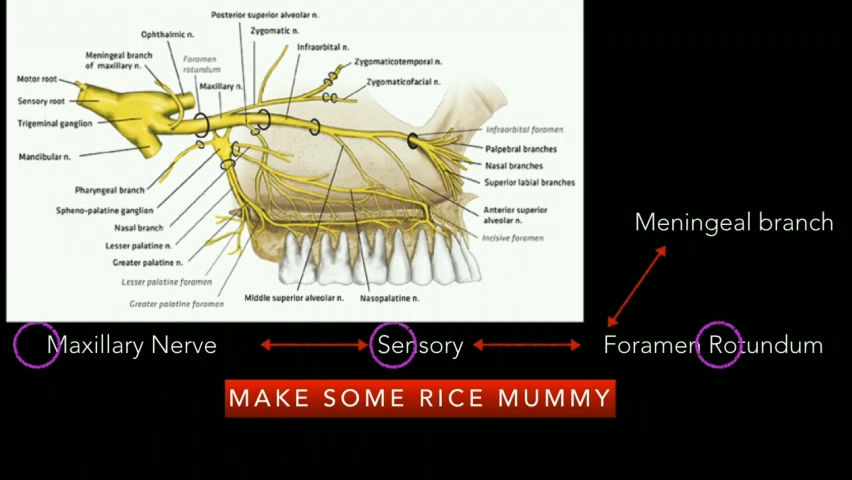 Posterior superior alveolar n.
Ophthalmic n.
Zygomatic n.
Infraorbital n.
Meningeal branch
of maxillary n.
Foramen
rotundum
Zygomaticotemporal n.
Motor root
Maxillary n.
Zygomaticofacial n.
Sensory root
Trigeminal ganglion
Infraorbital foramen
Palpebral branches
Mandibular n.
Nasal branches
Superior labial branches
Pharyngeal branch
Spheno-palatine ganglion
Anterior superior
alveolar n.
Nasal branch
Incisive foramen
Lesser palatine n.
Greater palatine n.
Lesser palatine foramen
Greater palatine foramen
Middle superior alveolar n.
Nasopalatine n.
Meningeal branch
Maxillary Nerve
Sensory
Foramen Rotundum
MAKE SOME RICE MUMMY